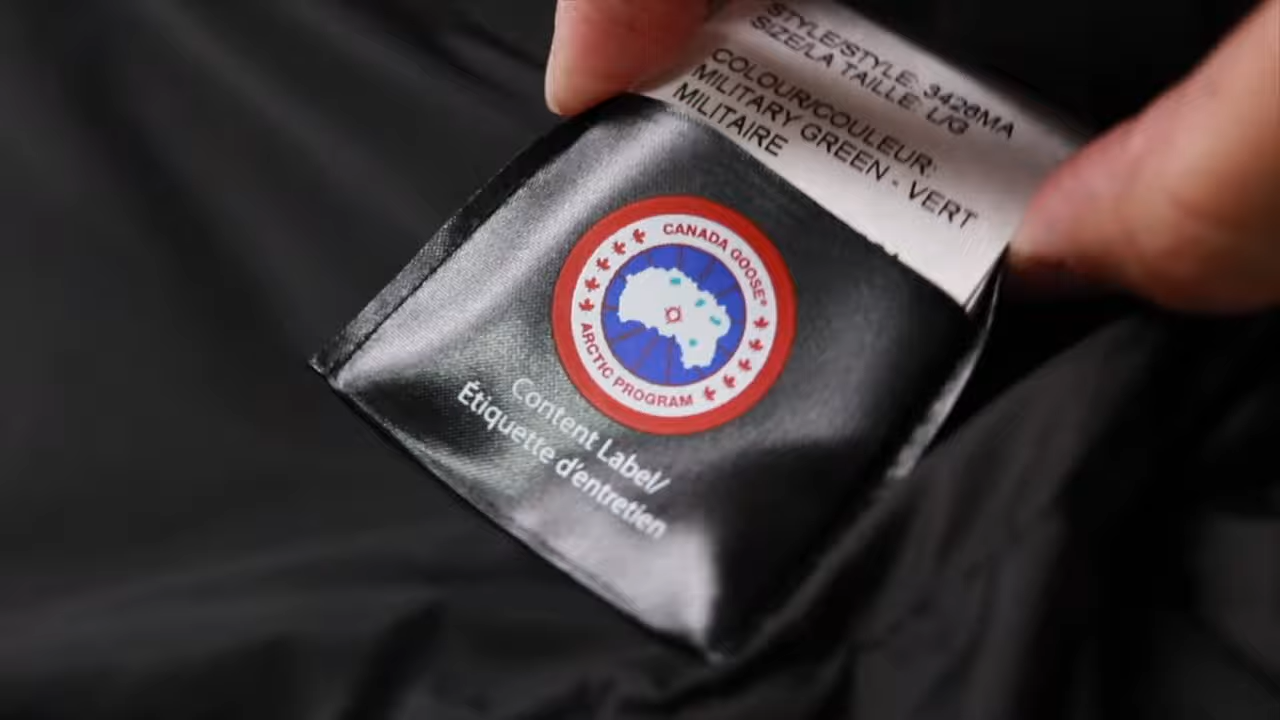 STYLE/STYLE: 3426MA
SIZE/LA TAILLE: L/G
COLOUR/COULEUR:
MILITARY GREEN - VERT
MILITAIRE
CANADA GOOSE®
ARCTIC PROGRAM
Content Label/
Étiquette d'entretien